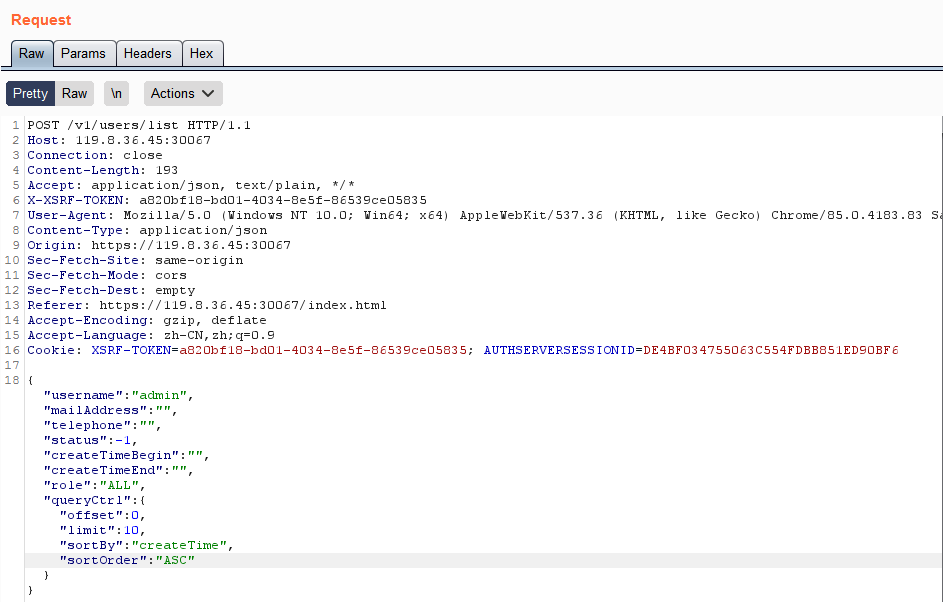 Request
Raw Params Headers Hex
Pretty Raw \n Actions
1 POST /v1/users/list HTTP/1.1
2 Host: 119.8.36.45:30067
3 Connection: close
4 Content-Length: 193
5 Accept: application/json, text/plain, */*
6 X-XSRF-TOKEN: a820bf18-bd01-4034-8e5f-86539ce05835
7 User-Agent: Mozilla/5.0 (Windows NT 10.0; Win64; x64) AppleWebKit/537.36 (KHTML, like Gecko) Chrome/85.0.4183.83 Sa
8 Content-Type: application/json
9 Origin: https://119.8.36.45:30067
10 Sec-Fetch-Site: same-origin
11 Sec-Fetch-Mode: cors
12 Sec-Fetch-Dest: empty
13 Referer: https://119.8.36.45:30067/index.html
14 Accept-Encoding: gzip, deflate
15 Accept-Language: zh-CN,zh;q=0.9
16 Cookie: XSRF-TOKEN=a820bf18-bd01-4034-8e5f-86539ce05835; AUTHSERVERSESSIONID=DE4BF034755063C554FDBB851ED90BF6
17
18 {
"username":"admin",
"mailAddress":"",
"telephone":"",
"status":-1,
"createTimeBegin":"",
"createTimeEnd":"",
"role":"ALL",
"queryCtrl":{
"offset":0,
"limit":10,
"sortBy":"createTime",
"sortOrder":"ASC"
}
}